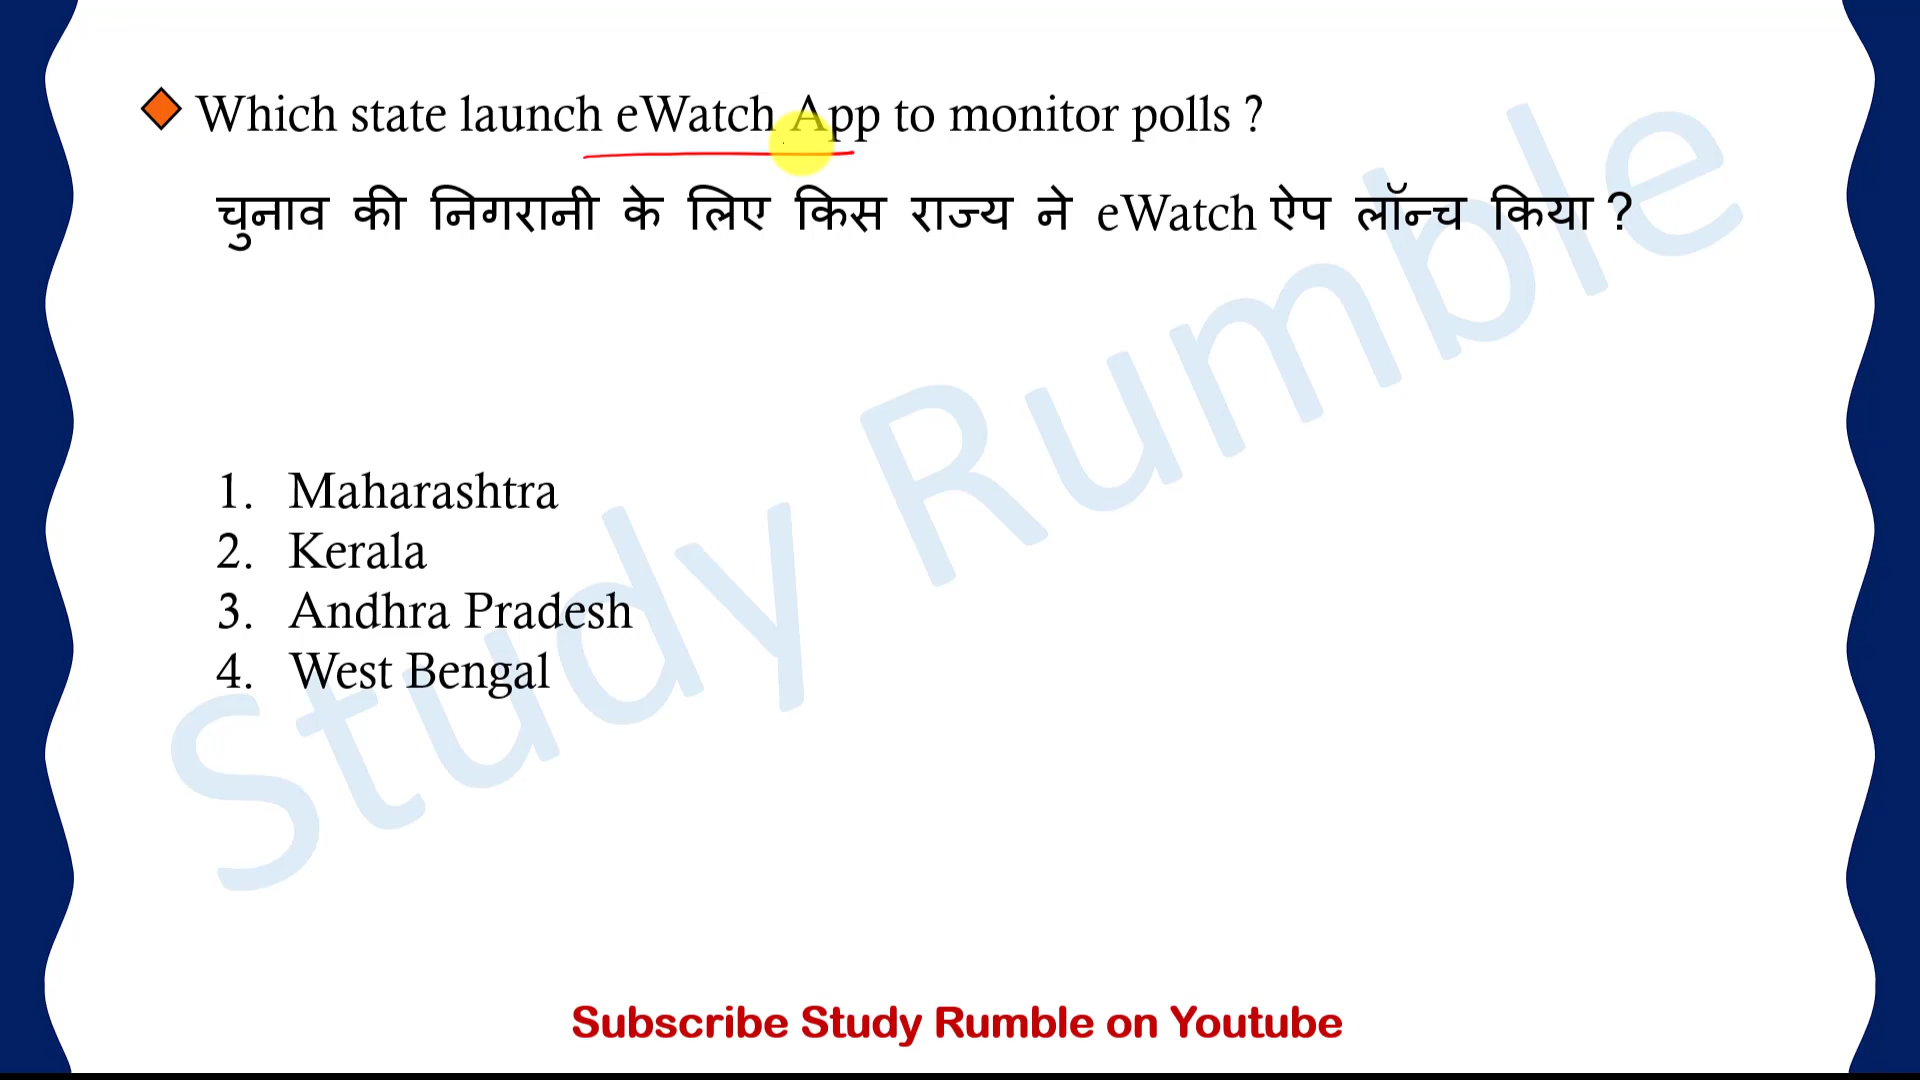 Which state launch eWatch App to monitor polls ?
चुनाव की निगरानी के लिए किस राज्य ने eWatch ऐप लॉन्च किया ?
1. Maharashtra
2. Kerala
3. Andhra Pradesh
4. West Bengal
Study Rumble
Subscribe Study Rumble on Youtube